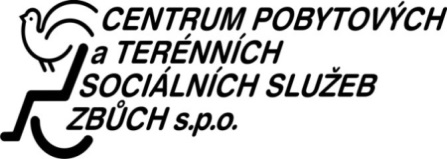 CENTRUM POBYTOVÝCH
a TERÉNNÍCH
SOCIÁLNÍCH SLUŽEB
ZBŮCH s.p.o.